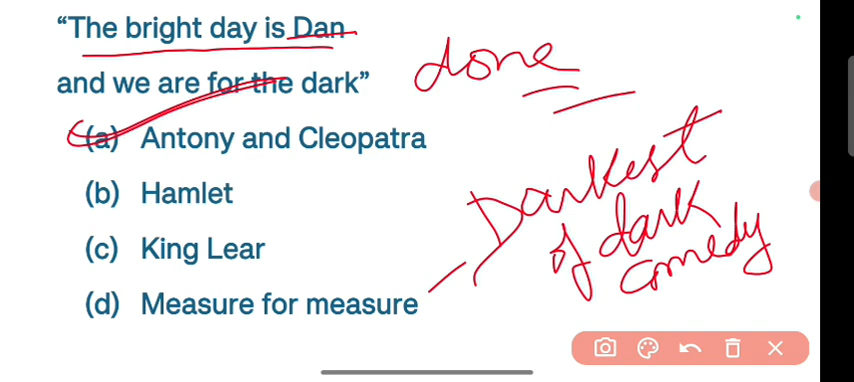 “The bright day is Dan
done
and we are for the dark”
(a) Antony and Cleopatra
(b) Hamlet
(c) King Lear
(d) Measure for measure
Darkest
of dark
comedy